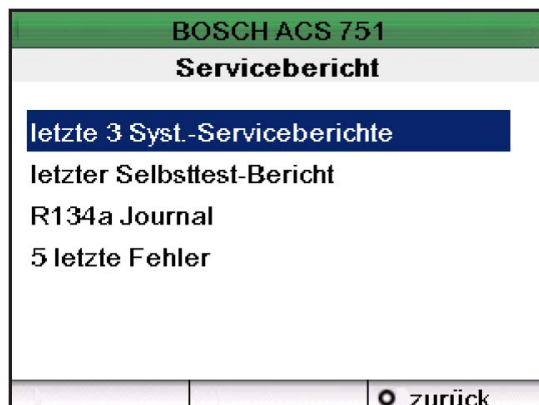 BOSCH ACS 751
Servicebericht
letzte 3 Syst.-Serviceberichte
letzter Selbsttest-Bericht
R134a Journal
5 letzte Fehler
zurück